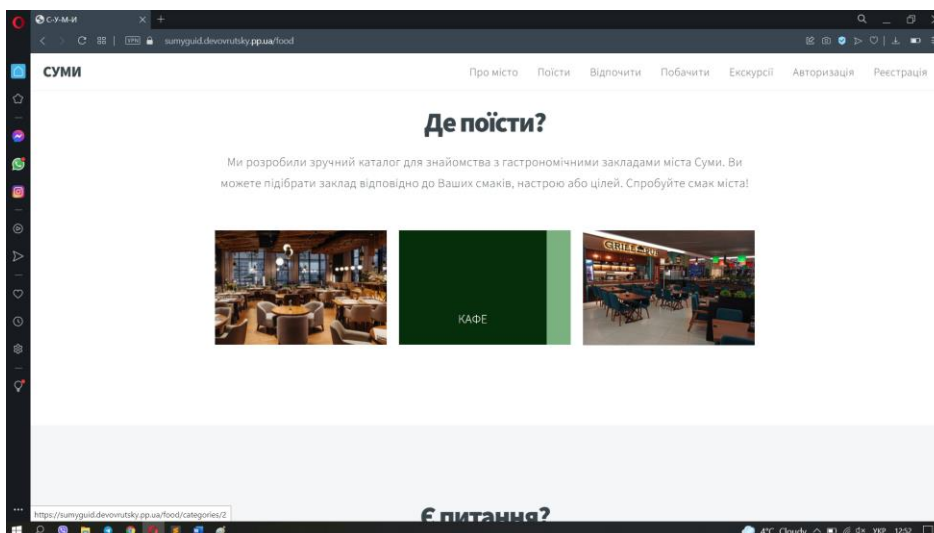 С-У-М-И
VPN
sumyguid.devovrutsky.pp.ua/food
СУМИ
Про місто Поїсти Відпочити Побачити Екскурсії Авторизація Реєстрація
Де поїсти?
Ми розробили зручний каталог для знайомства з гастрономічними закладами міста Суми. Ви
можете підібрати заклад відповідно до Ваших смаків, настрою або цілей. Спробуйте смак міста!
КАФЕ
Є питання?
https://sumyguid.devovrutsky.pp.ua/food/categories/2
4°C Cloudy УКР 12:52